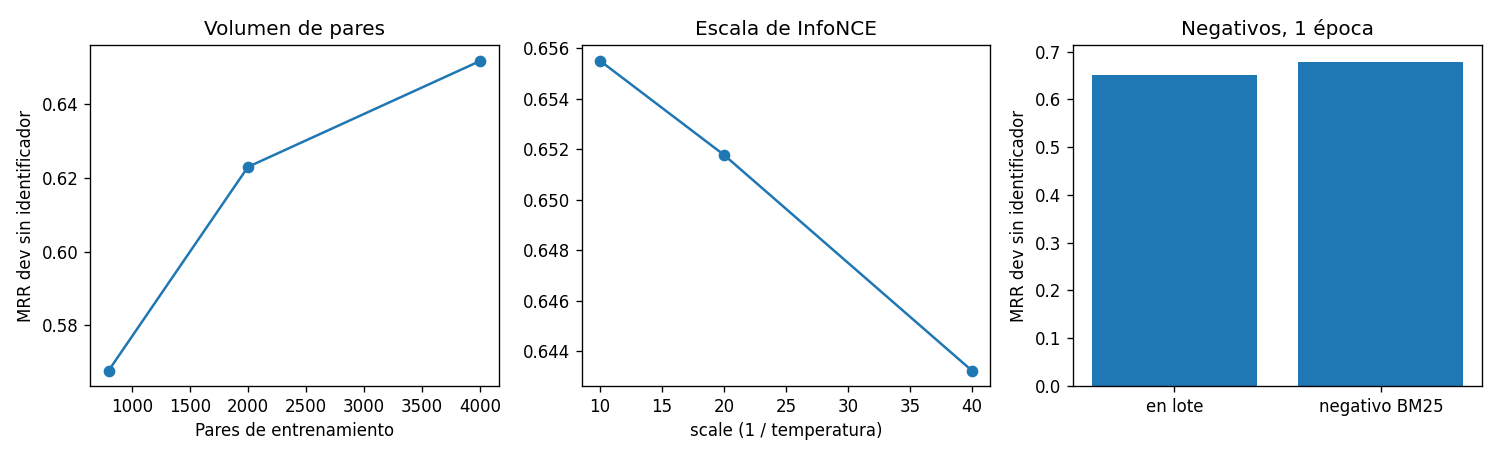 Volumen de pares
MRR dev sin identificador
0.64
0.62
0.60
0.58
1000 1500 2000 2500 3000 3500 4000
Pares de entrenamiento
Escala de InfoNCE
0.656
0.654
0.652
0.650
0.648
0.646
0.644
10 15 20 25 30 35 40
scale (1 / temperatura)
Negativos, 1 época
MRR dev sin identificador
0.7
0.6
0.5
0.4
0.3
0.2
0.1
0.0
en lote negativo BM25